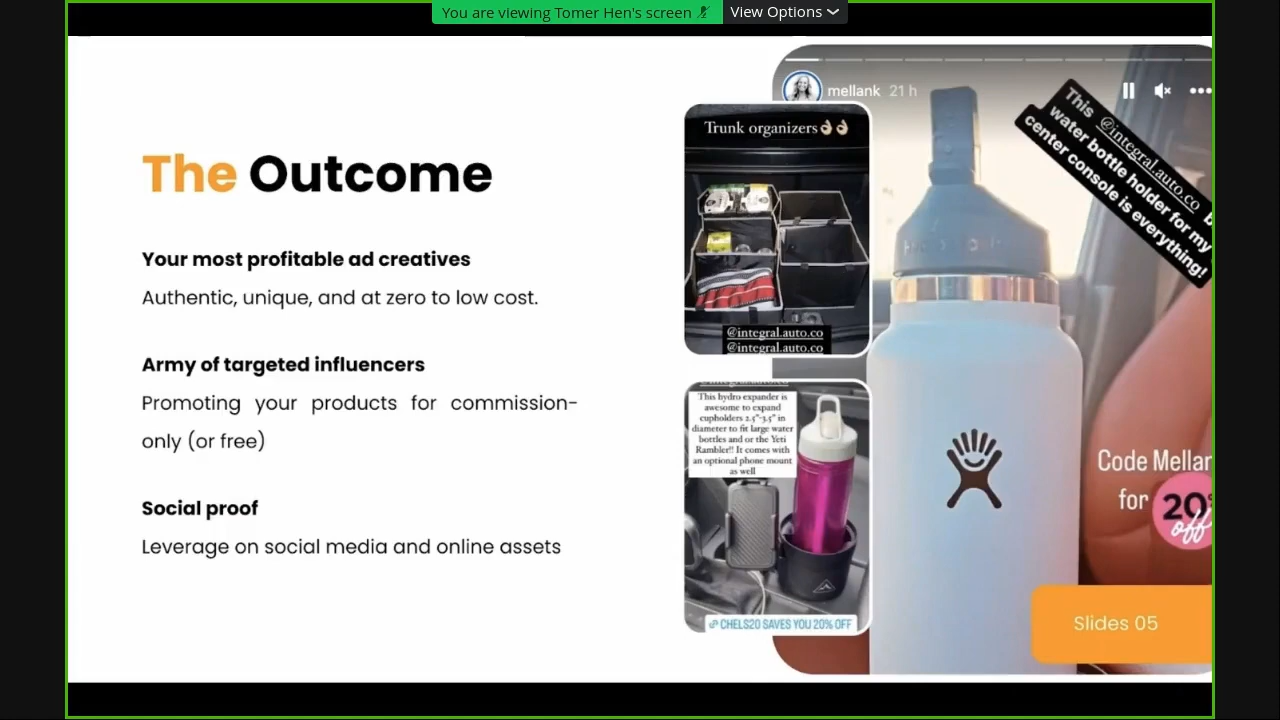 You are viewing Tomer Hen's screen
View Options
The Outcome
Your most profitable ad creatives
Authentic, unique, and at zero to low cost.
Army of targeted influencers
Promoting your products for commission-
only (or free)
Social proof
Leverage on social media and online assets
mellank 21 h
This @integral.auto.co
water bottle holder for my
center console is everything!
Trunk organizers👌👌
@integral.auto.co
@integral.auto.co
This hydro expander is
awesome to expand
cupholders 2.5"-3.5" in
diameter to fit large water
bottles and or the Yeti
Rambler!! It comes with
an optional phone mount
as well
CHELS20 SAVES YOU 20% OFF
Code Mellan
for 20%
off
Slides 05